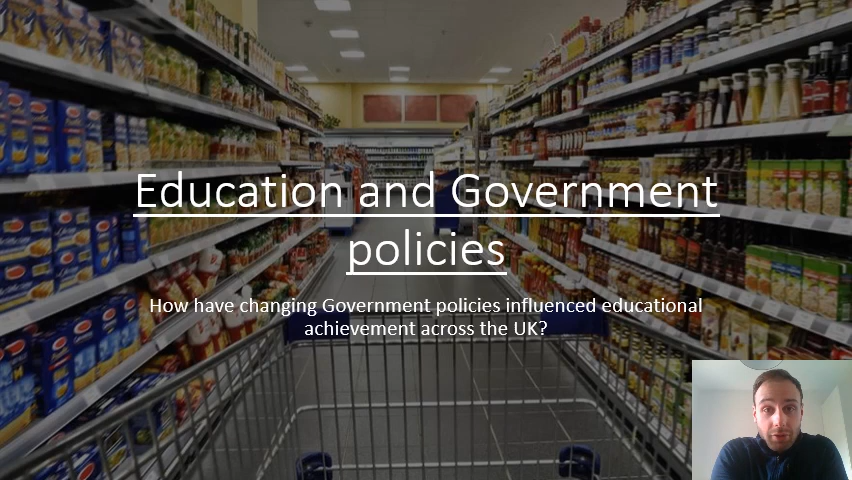 Education and Government
policies
How have changing Government policies influenced educational
achievement across the UK?